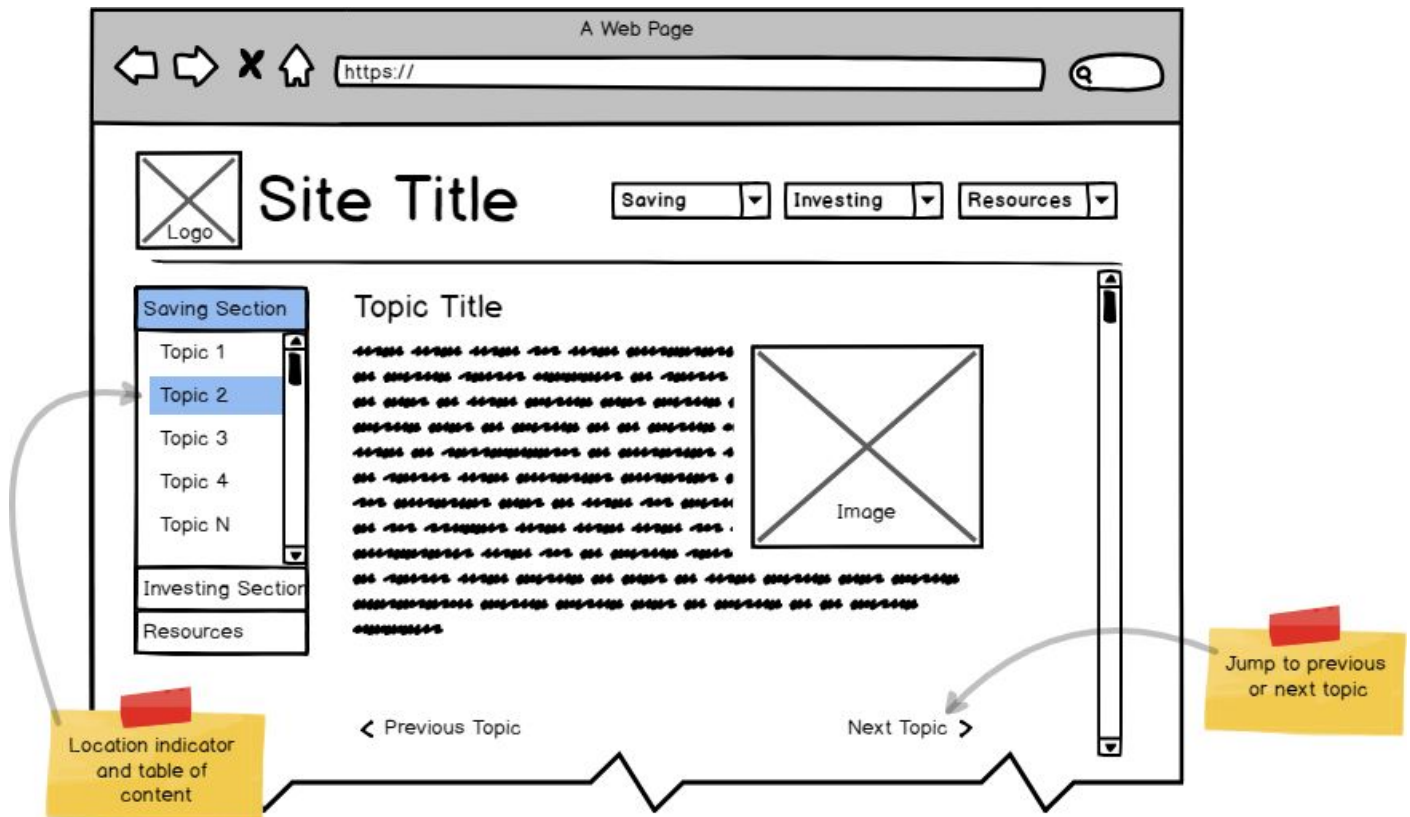 A Web Page
https://
Logo
Site Title
Saving
Investing
Resources
Saving Section
Topic 1
Topic 2
Topic 3
Topic 4
Topic N
Investing Section
Resources
Topic Title
Image
Previous Topic
Next Topic
Location indicator
and table of
content
Jump to previous
or next topic